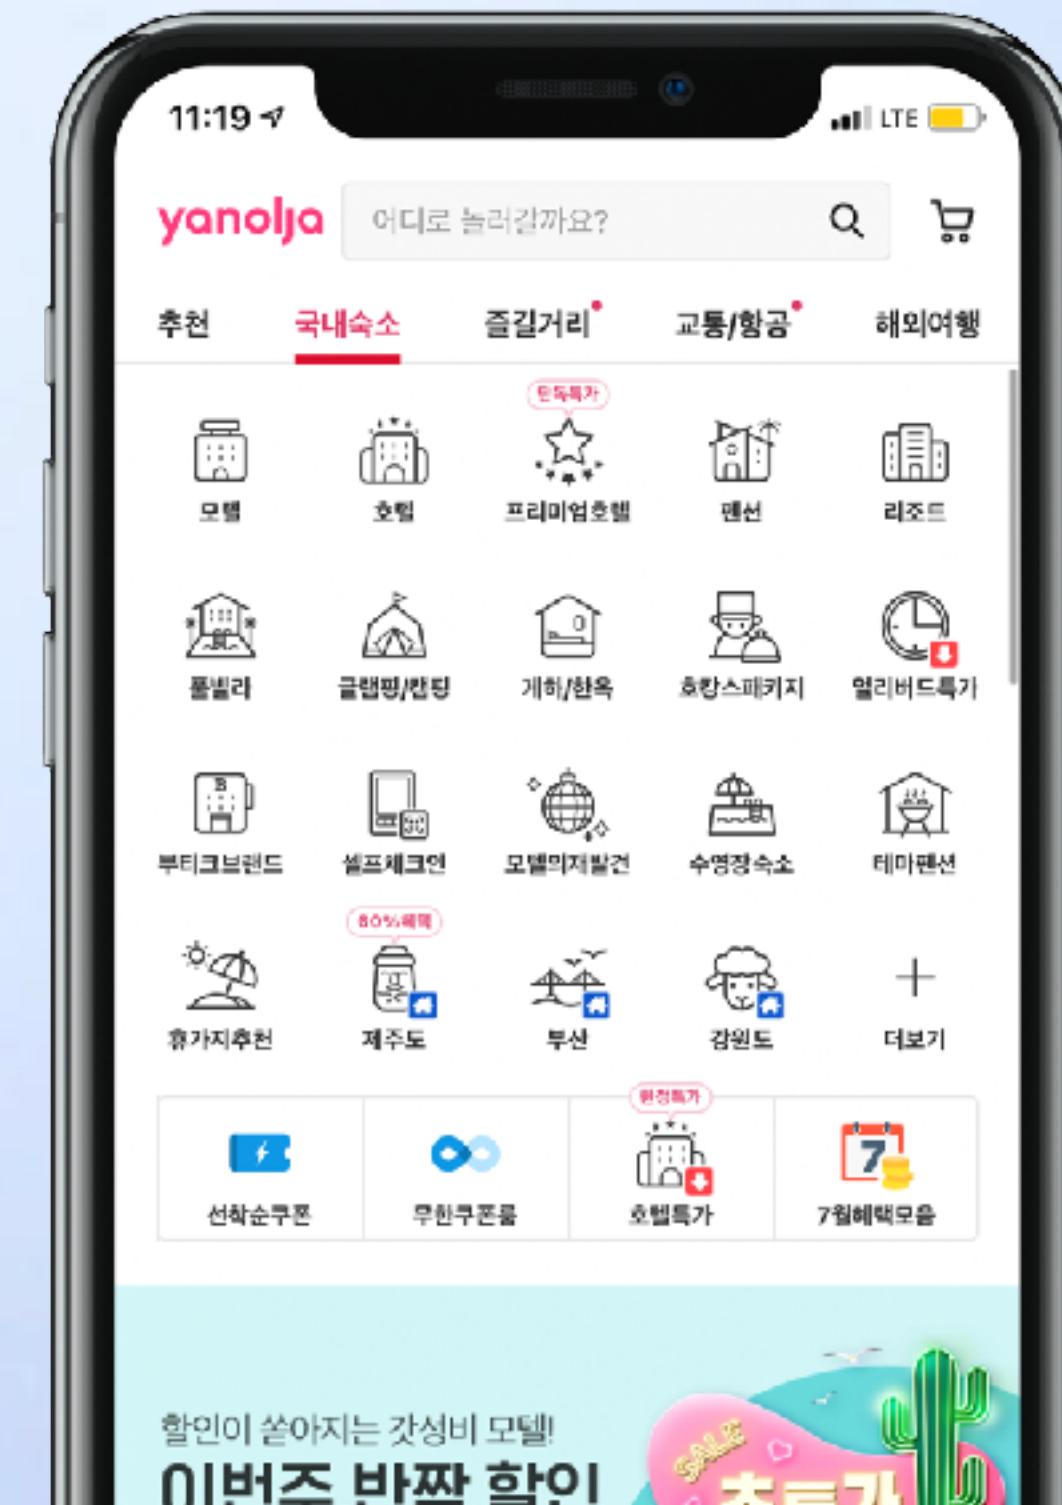 11:19
LTE
yanolja
어디로 놀러갈까요?
추천 국내숙소 즐길거리 교통/항공 해외여행
단독특가
모텔 호텔 프리미엄호텔 펜션 리조트
풀빌라 글램핑/캠핑 게하/한옥 호캉스패키지 얼리버드특가
B
부티크브랜드 셀프체크인 모텔의재발견 수영장숙소 테마펜션
80%혜택
휴가지추천 제주도 부산 강원도 더보기
한정특가
7
선착순쿠폰 무한쿠폰룸 호텔특가 7월혜택모음
할인이 쏟아지는 갓성비 모텔!
이번주 반짝 할인
SALE
초특가